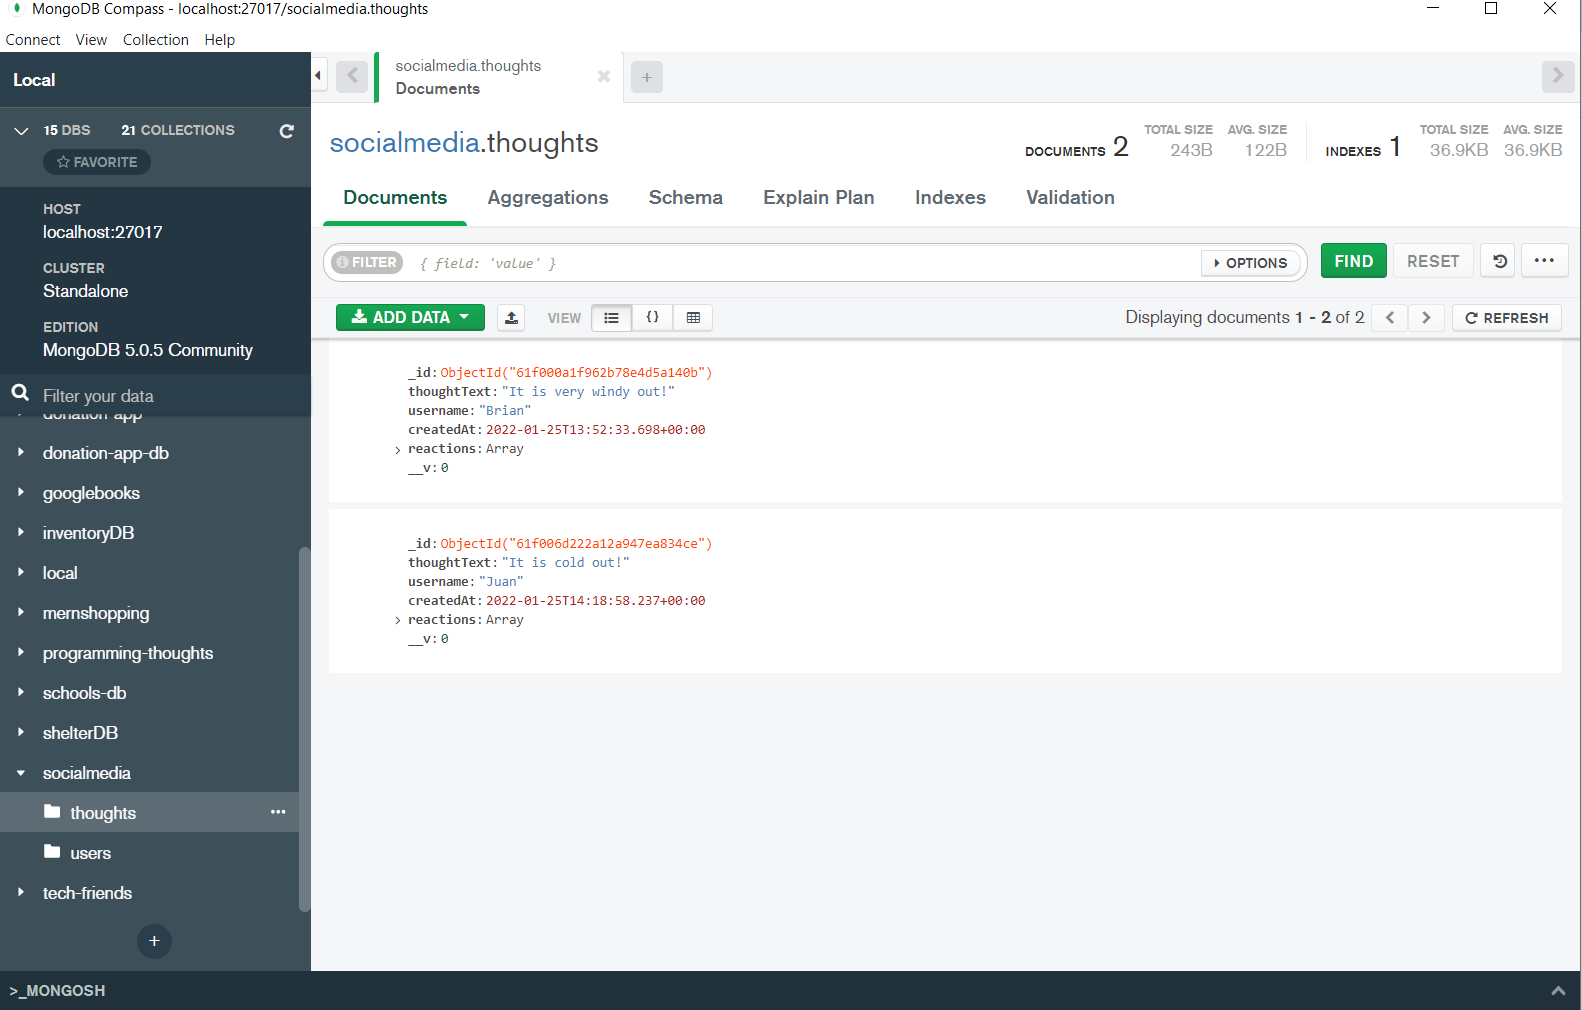 MongoDB Compass - localhost:27017/socialmedia.thoughts
Connect View Collection Help
Local
15 DBS 21 COLLECTIONS
FAVORITE
HOST
localhost:27017
CLUSTER
Standalone
EDITION
MongoDB 5.0.5 Community
Filter your data
donation-app
donation-app-db
googlebooks
inventoryDB
local
mernshopping
programming-thoughts
schools-db
shelterDB
socialmedia
thoughts
users
tech-friends
+
>_MONGOSH
socialmedia.thoughts
Documents
+
socialmedia.thoughts
DOCUMENTS 2
TOTAL SIZE AVG. SIZE
243B 122B
INDEXES 1
TOTAL SIZE AVG. SIZE
36.9KB 36.9KB
Documents Aggregations Schema Explain Plan Indexes Validation
FILTER { field: 'value' } OPTIONS FIND RESET
ADD DATA VIEW {} Displaying documents 1 - 2 of 2 REFRESH
_id: ObjectId("61f000a1f962b78e4d5a140b")
thoughtText: "It is very windy out!"
username: "Brian"
createdAt: 2022-01-25T13:52:33.698+00:00
reactions: Array
__v: 0
_id: ObjectId("61f006d222a12a947ea834ce")
thoughtText: "It is cold out!"
username: "Juan"
createdAt: 2022-01-25T14:18:58.237+00:00
reactions: Array
__v: 0